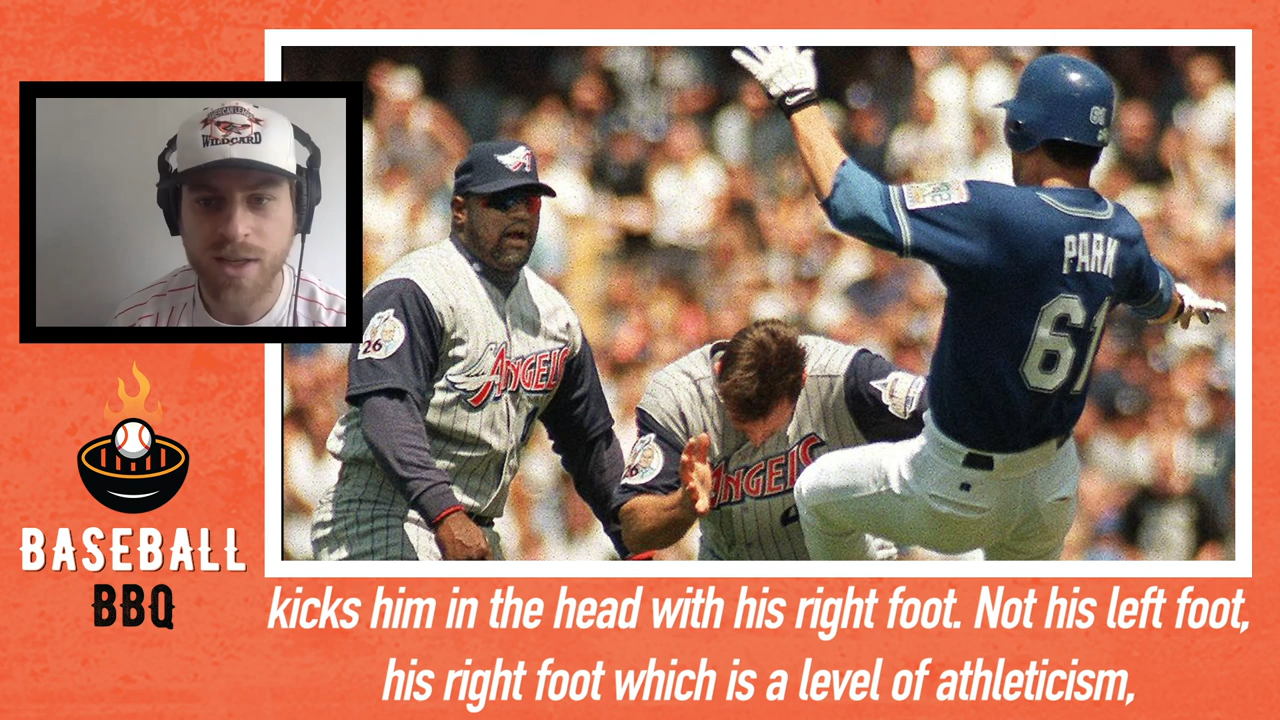 WILDCARD
26
ANGELS
ANGELS
PARK
61
BASEBALL
BBQ
kicks him in the head with his right foot. Not his left foot,
his right foot which is a level of athleticism,